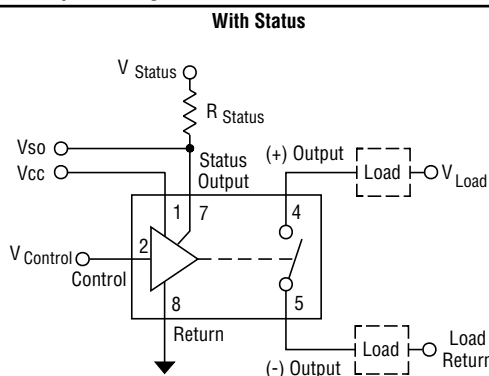 With Status
V Status
R Status
Vso
Status
Output
(+) Output
Load
V Load
Vcc
1
7
4
V Control
2
Control
8
5
Return
Load
Load
Return
(-) Output